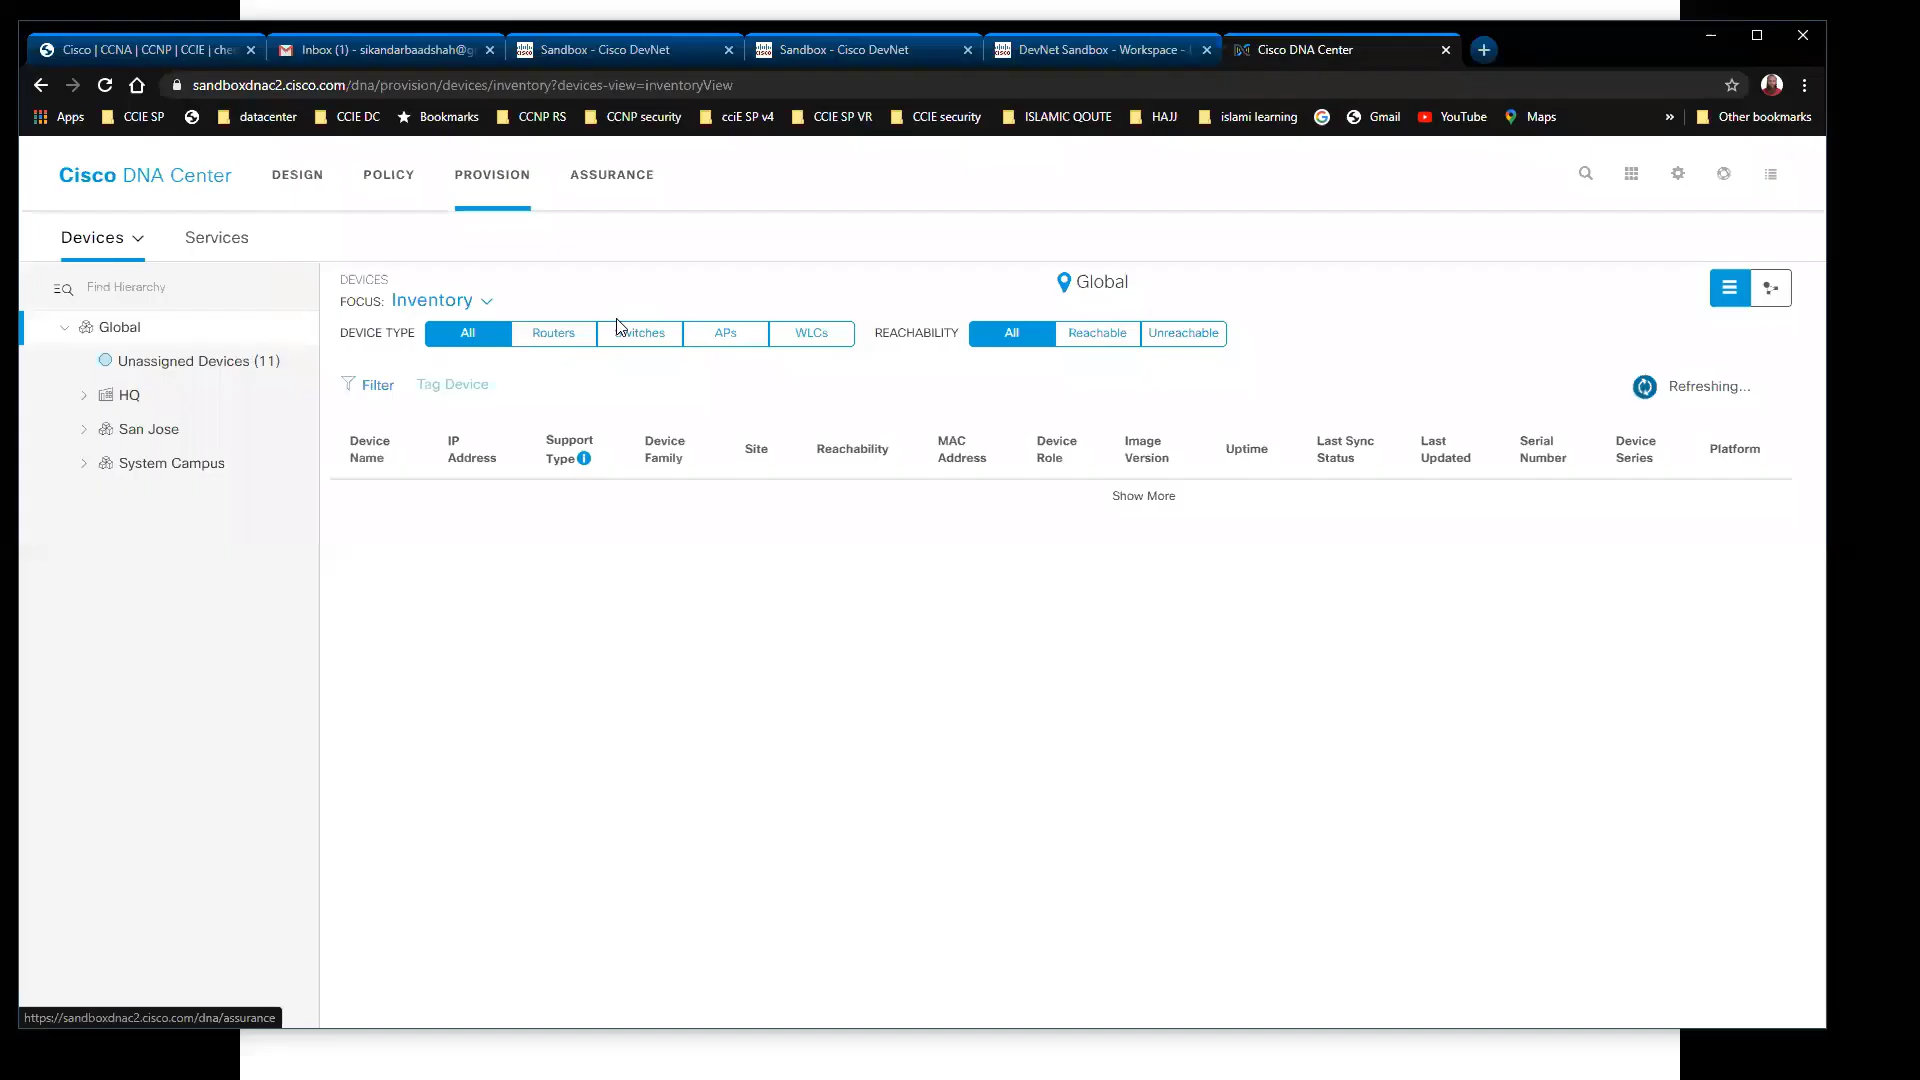 Cisco | CCNA | CCNP | CCIE | che
Inbox (1) - sikandarbaadshah@g
Sandbox - Cisco DevNet
Sandbox - Cisco DevNet
DevNet Sandbox - Workspace -
Cisco DNA Center
sandboxdnac2.cisco.com/dna/provision/devices/inventory?devices-view=inventoryView
Apps
CCIE SP
datacenter
CCIE DC
Bookmarks
CCNP RS
CCNP security
cciE SP v4
CCIE SP VR
CCIE security
ISLAMIC QOUTE
HAJJ
islami learning
Gmail
YouTube
Maps
»
Other bookmarks
Cisco DNA Center
DESIGN
POLICY
PROVISION
ASSURANCE
Devices
Services
Find Hierarchy
Global
Unassigned Devices (11)
HQ
San Jose
System Campus
DEVICES
FOCUS: Inventory
Global
DEVICE TYPE
All
Routers
Switches
APs
WLCs
REACHABILITY
All
Reachable
Unreachable
Filter
Tag Device
Refreshing...
Device Name
IP Address
Support Type
Device Family
Site
Reachability
MAC Address
Device Role
Image Version
Uptime
Last Sync Status
Last Updated
Serial Number
Device Series
Platform
Show More
https://sandboxdnac2.cisco.com/dna/assurance